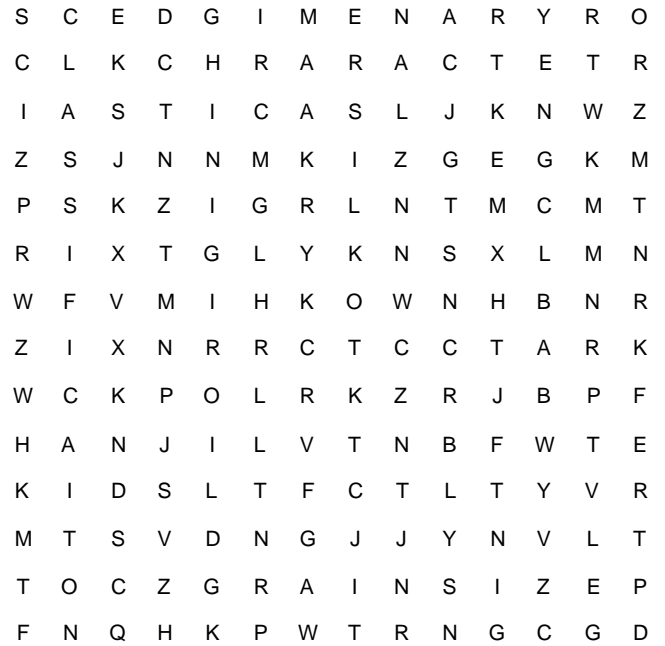 S C E D G I M E N A R Y R O
C L K C H R A R A C T E T R
I A S T I C A S L J K N W Z
Z S J N N M K I Z G E G K M
P S K Z I G R L N T M C M T
R I X T G L Y K N S X L M N
W F V M I H K O W N H B N R
Z I X N R R C T C C T A R K
W C K P O L R K Z R J B P F
H A N J I L V T N B F W T E
K I D S L T F C T L T Y V R
M T S V D N G J J Y N V L T
T O C Z G R A I N S I Z E P
F N Q H K P W T R N G C G D